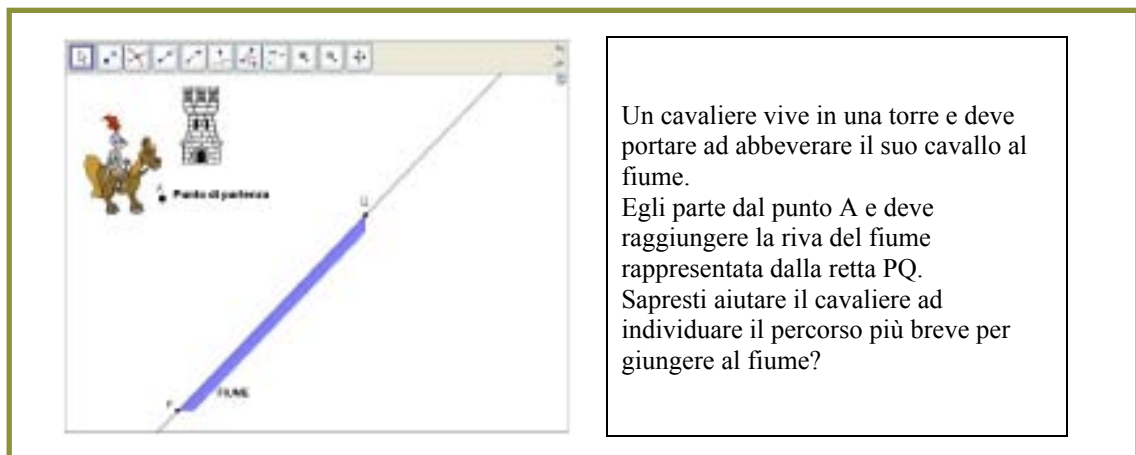 A
Punto di partenza
Q
P
FIUME
Un cavaliere vive in una torre e deve
portare ad abbeverare il suo cavallo al
fiume.
Egli parte dal punto A e deve
raggiungere la riva del fiume
rappresentata dalla retta PQ.
Sapresti aiutare il cavaliere ad
individuare il percorso più breve per
giungere al fiume?